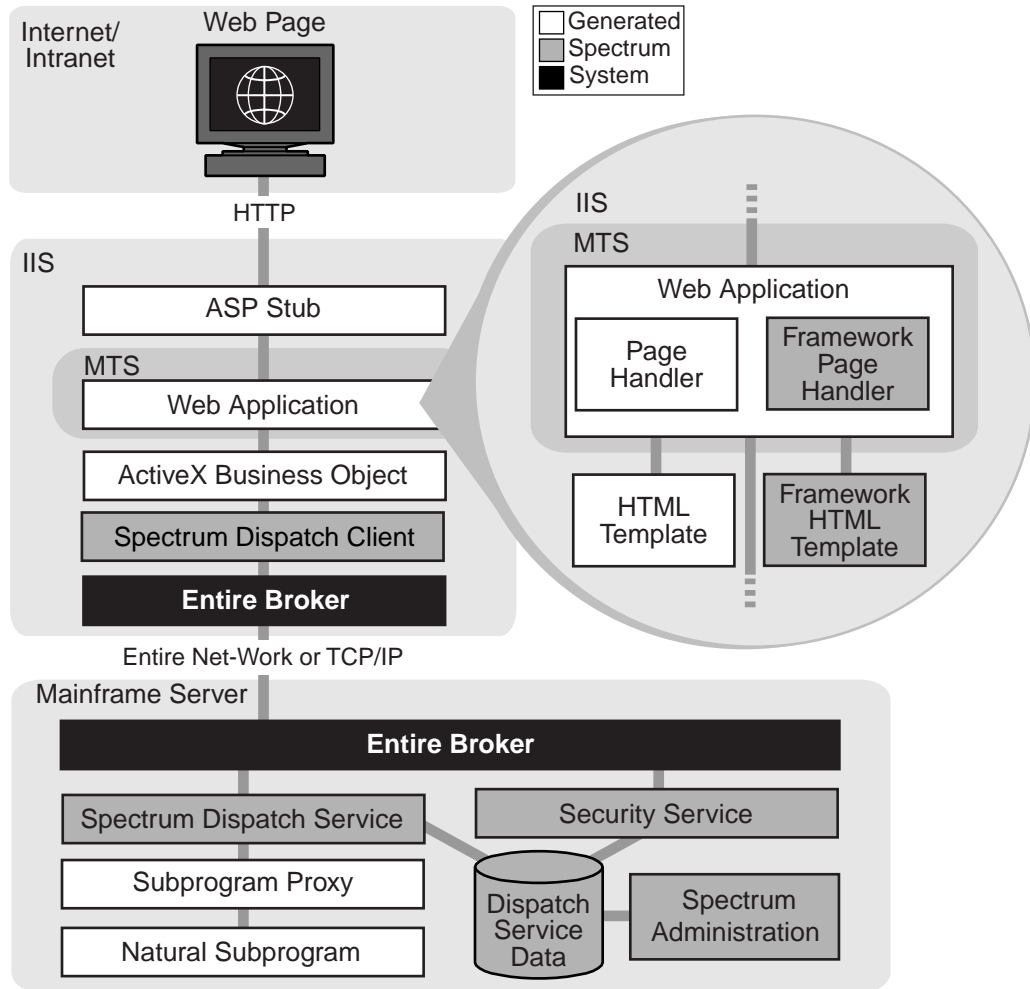 Internet/
Intranet
Web Page
Generated
Spectrum
System
HTTP
IIS
ASP Stub
MTS
Web Application
ActiveX Business Object
Spectrum Dispatch Client
Entire Broker
IIS
MTS
Web Application
Page
Handler
Framework
Page
Handler
HTML
Template
Framework
HTML
Template
Entire Net-Work or TCP/IP
Mainframe Server
Entire Broker
Spectrum Dispatch Service
Security Service
Subprogram Proxy
Natural Subprogram
Dispatch
Service
Data
Spectrum
Administration